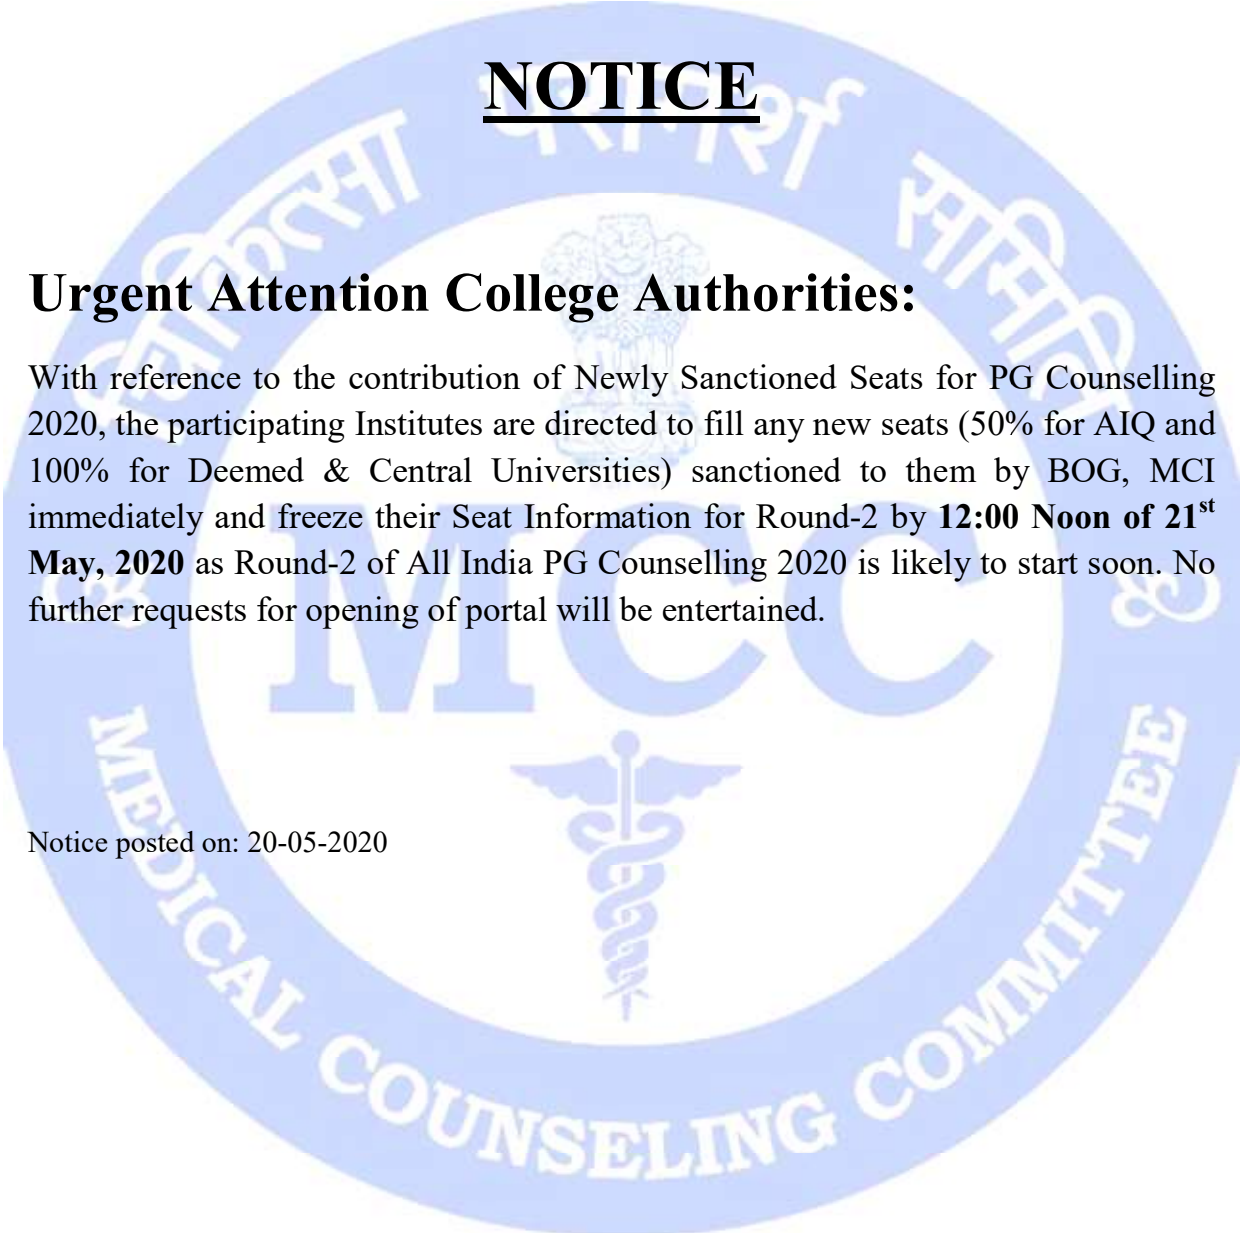 NOTICE
Urgent Attention College Authorities:
With reference to the contribution of Newly Sanctioned Seats for PG Counselling
2020, the participating Institutes are directed to fill any new seats (50% for AIQ and
100% for Deemed & Central Universities) sanctioned to them by BOG, MCI
immediately and freeze their Seat Information for Round-2 by 12:00 Noon of 21st
May, 2020 as Round-2 of All India PG Counselling 2020 is likely to start soon. No
further requests for opening of portal will be entertained.
Notice posted on: 20-05-2020
चिकित्सा परामर्श समिति
MCC
MEDICAL COUNSELING COMMITTEE